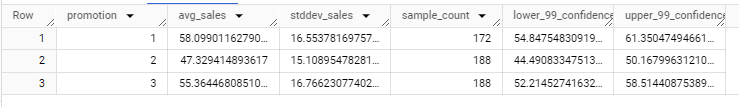 Row promotion avg_sales stddev_sales sample_count lower_99_confidence upper_99_confidence
1 1 58.09901162790... 16.55378169757... 172 54.84754830919... 61.35047494661...
2 2 47.329414893617 15.10895478281... 188 44.49083347513... 50.16799631210...
3 3 55.36446808510... 16.76623077402... 188 52.21452741632... 58.51440875389...